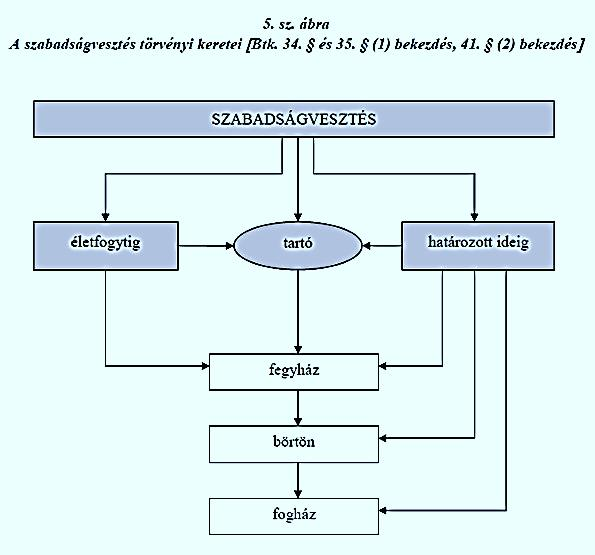 5. sz. ábra
A szabadságvesztés törvényi keretei [Btk. 34. § és 35. § (1) bekezdés, 41. § (2) bekezdés]
SZABADSÁGVESZTÉS
életfogytig
tartó
határozott ideig
fegyház
börtön
fogház